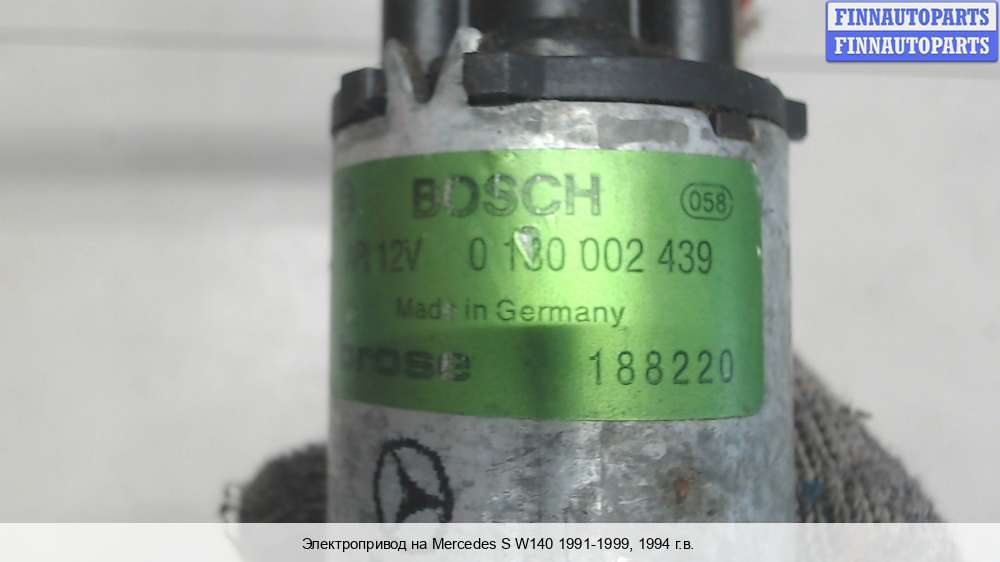 FINNAUTOPARTS
FINNAUTOPARTS
BOSCH 058
12V 0 130 002 439
Made in Germany
brose 188220
Электропривод на Mercedes S W140 1991-1999, 1994 г.в.